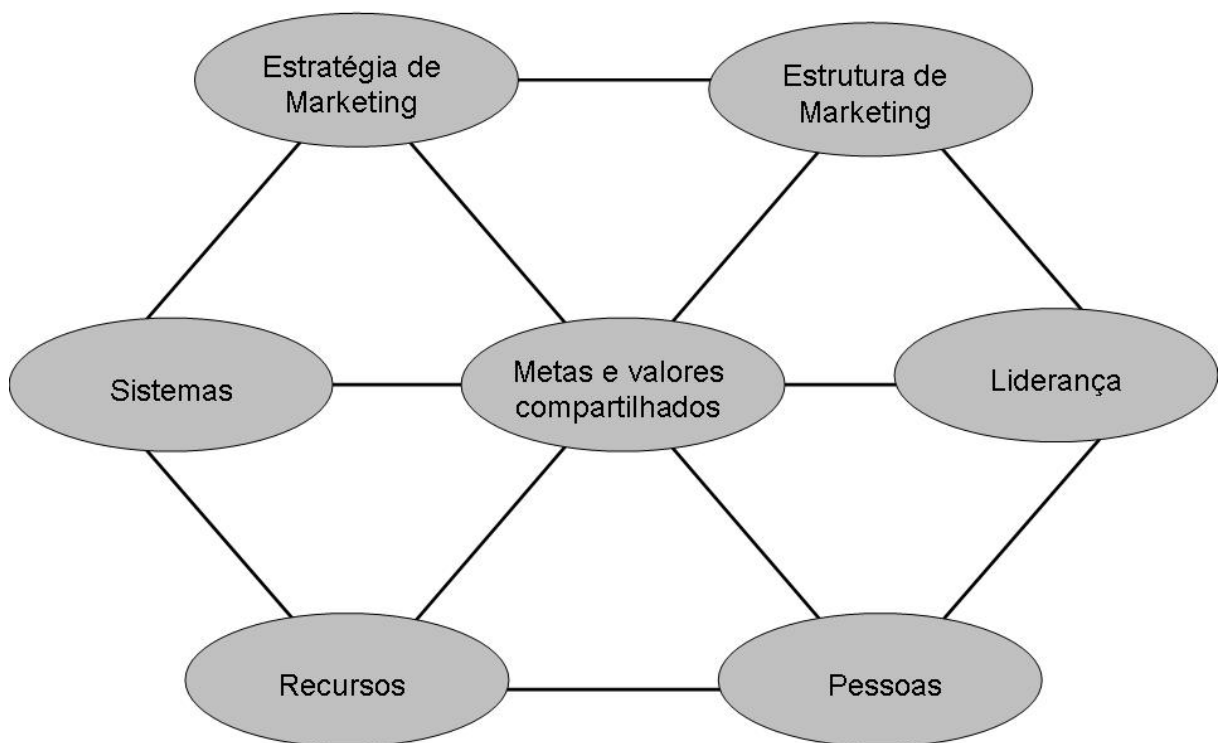 Estratégia de
Marketing
Estrutura de
Marketing
Sistemas
Metas e valores
compartilhados
Liderança
Recursos
Pessoas